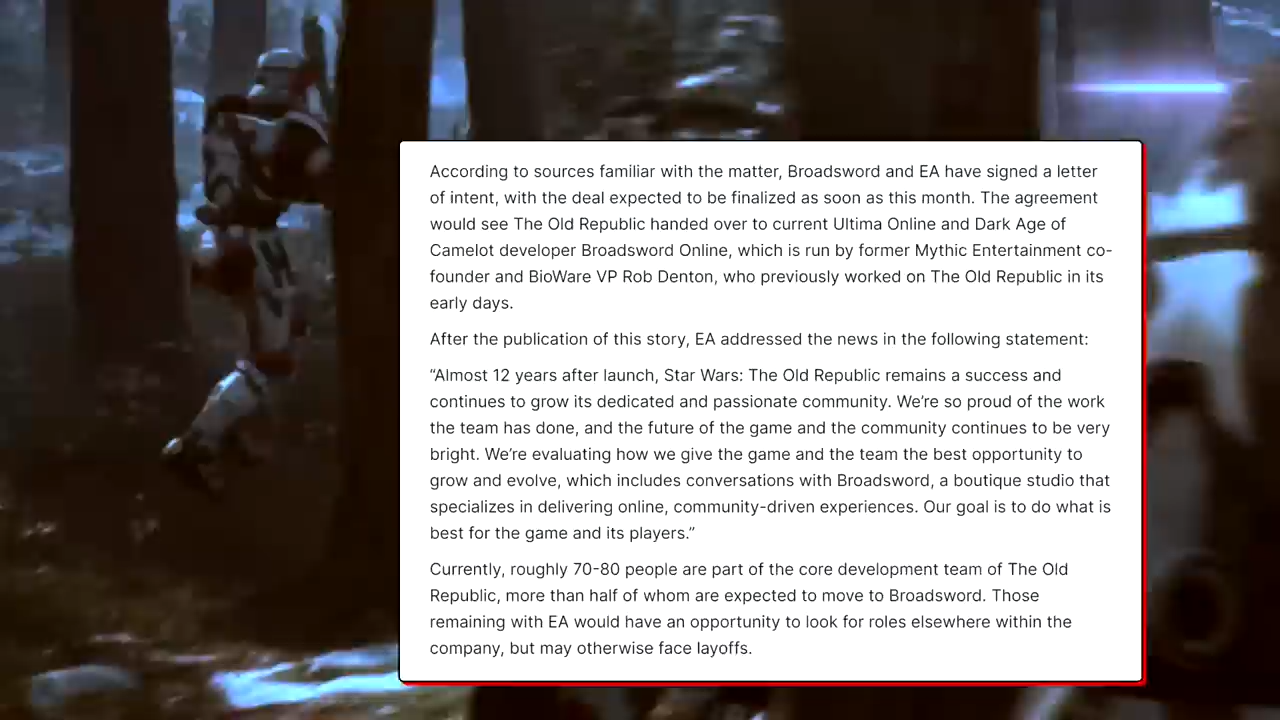 According to sources familiar with the matter, Broadsword and EA have signed a letter
of intent, with the deal expected to be finalized as soon as this month. The agreement
would see The Old Republic handed over to current Ultima Online and Dark Age of
Camelot developer Broadsword Online, which is run by former Mythic Entertainment co-
founder and BioWare VP Rob Denton, who previously worked on The Old Republic in its
early days.
After the publication of this story, EA addressed the news in the following statement:
“Almost 12 years after launch, Star Wars: The Old Republic remains a success and
continues to grow its dedicated and passionate community. We’re so proud of the work
the team has done, and the future of the game and the community continues to be very
bright. We’re evaluating how we give the game and the team the best opportunity to
grow and evolve, which includes conversations with Broadsword, a boutique studio that
specializes in delivering online, community-driven experiences. Our goal is to do what is
best for the game and its players.”
Currently, roughly 70-80 people are part of the core development team of The Old
Republic, more than half of whom are expected to move to Broadsword. Those
remaining with EA would have an opportunity to look for roles elsewhere within the
company, but may otherwise face layoffs.